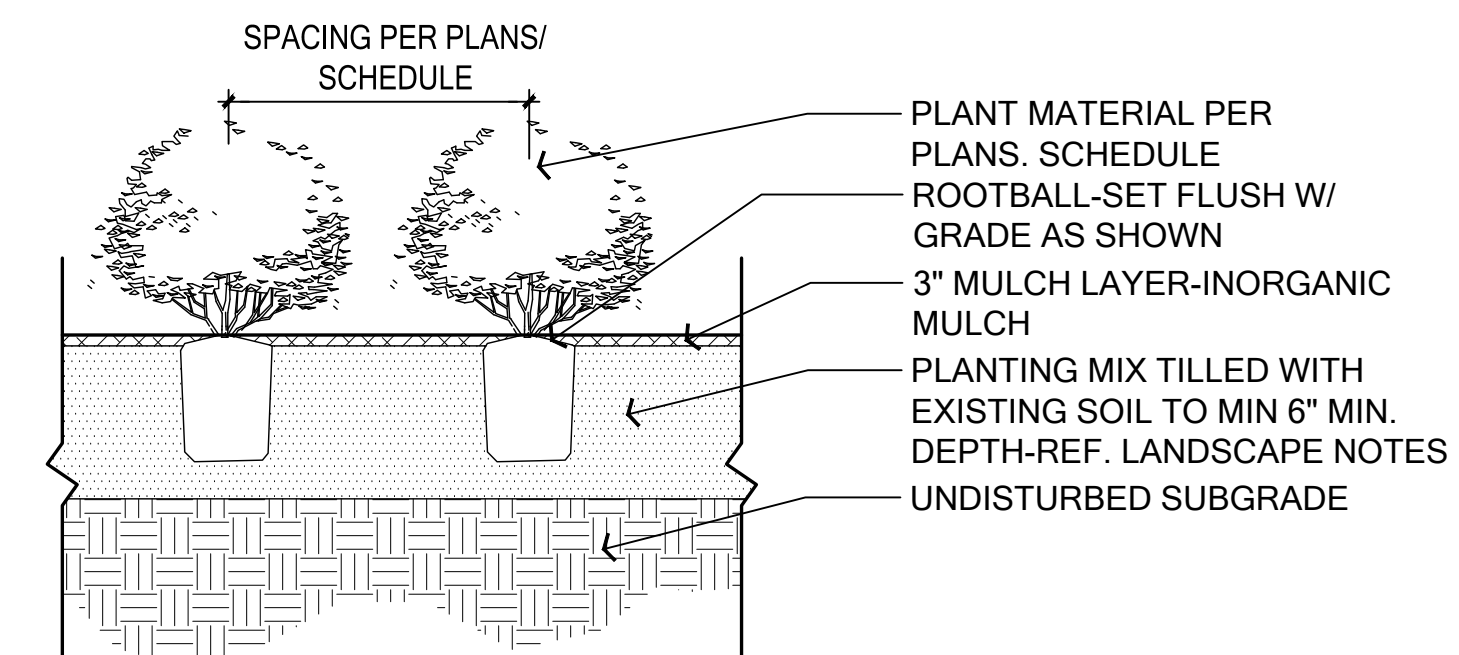 SPACING PER PLANS/
SCHEDULE
PLANT MATERIAL PER
PLANS. SCHEDULE
ROOTBALL-SET FLUSH W/
GRADE AS SHOWN
3" MULCH LAYER-INORGANIC
MULCH
PLANTING MIX TILLED WITH
EXISTING SOIL TO MIN 6" MIN.
DEPTH-REF. LANDSCAPE NOTES
UNDISTURBED SUBGRADE